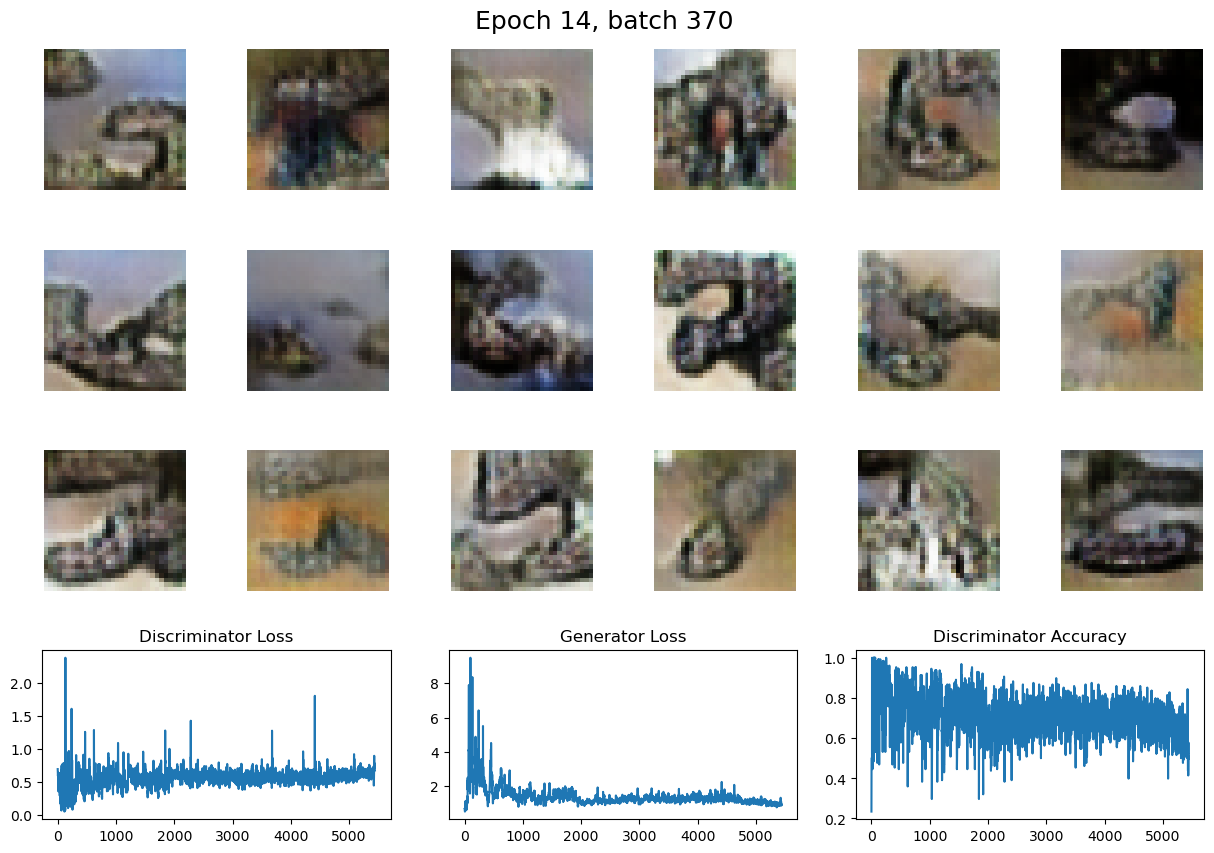 Epoch 14, batch 370
Discriminator Loss
Generator Loss
Discriminator Accuracy
2.0
1.5
1.0
0.5
0.0
0 1000 2000 3000 4000 5000
8
6
4
2
0 1000 2000 3000 4000 5000
1.0
0.8
0.6
0.4
0.2
0 1000 2000 3000 4000 5000